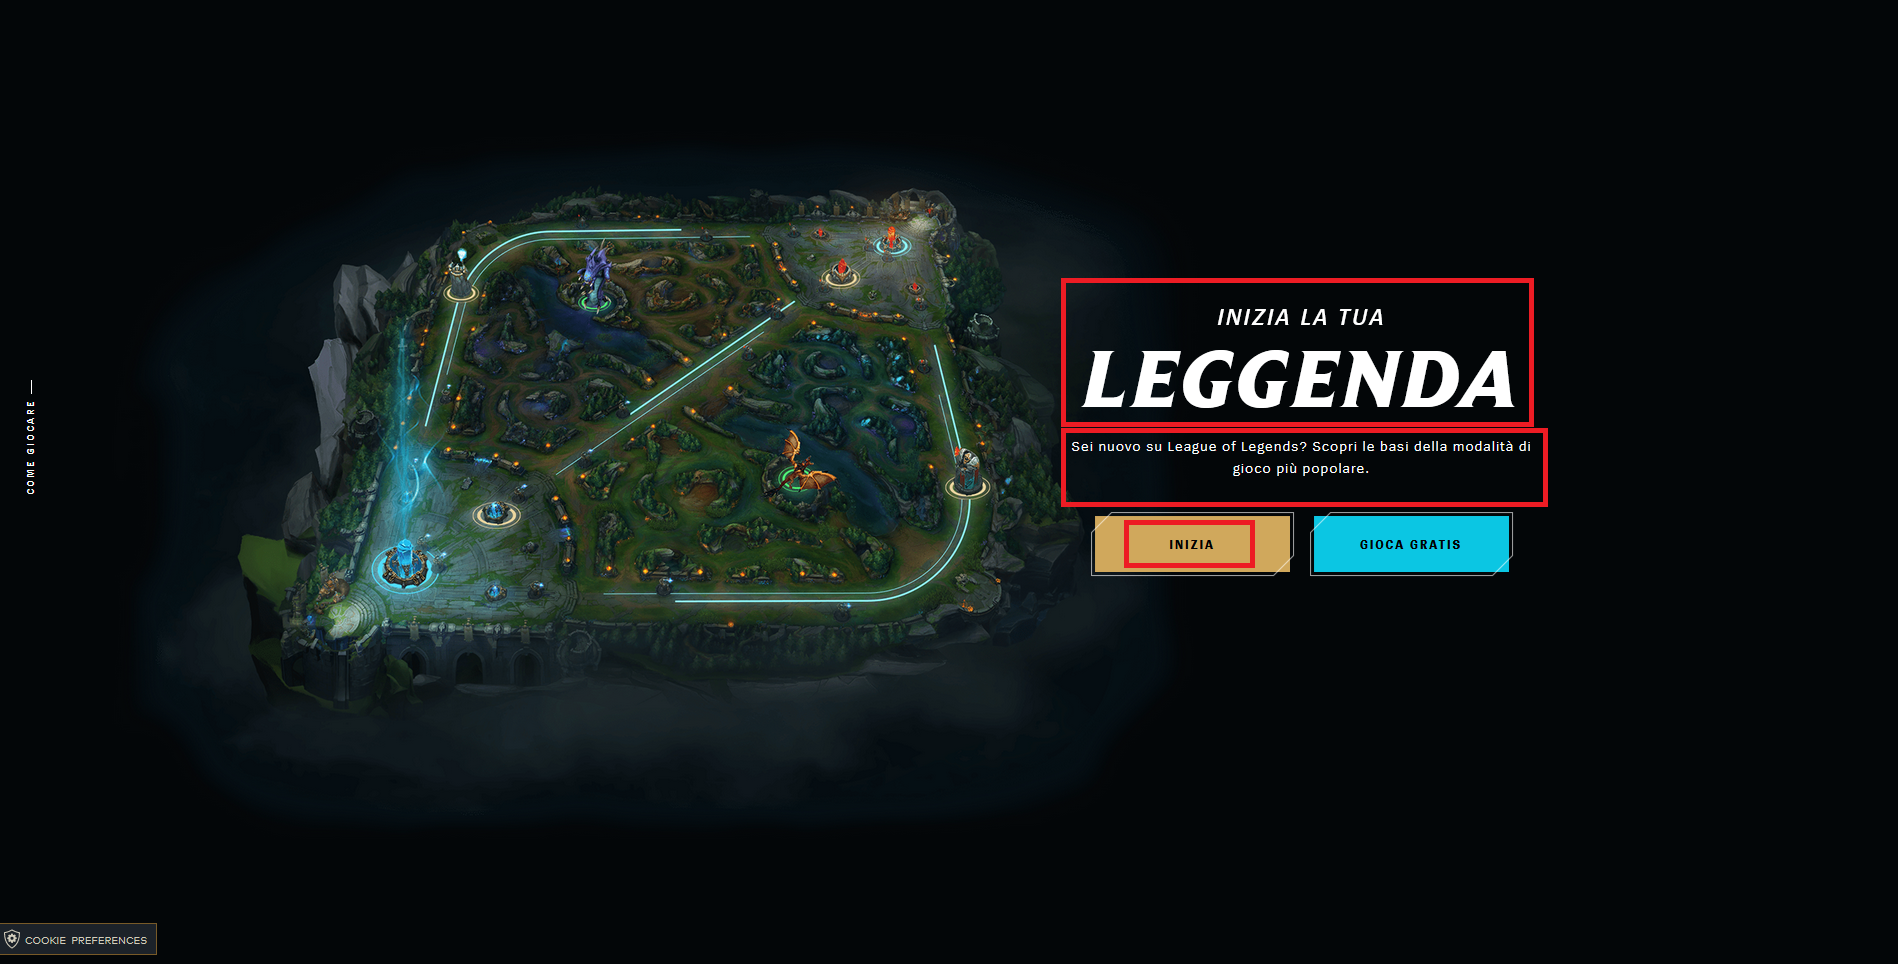 COME GIOCARE
INIZIA LA TUA
LEGGENDA
Sei nuovo su League of Legends? Scopri le basi della modalità di
gioco più popolare.
INIZIA
GIOCA GRATIS
COOKIE PREFERENCES